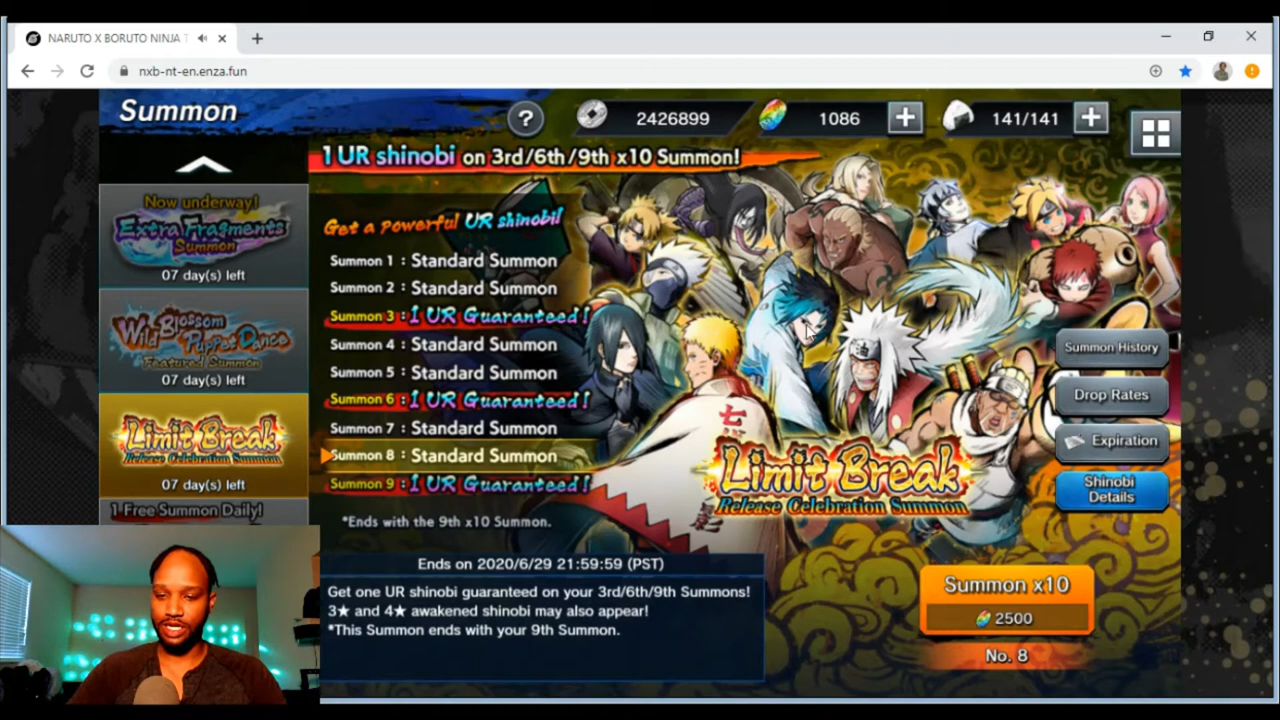 NARUTO X BORUTO NINJA T
nxb-nt-en.enza.fun
Summon
?
2426899
1086
141/141
1 UR shinobi on 3rd/6th/9th x10 Summon!
Now underway!
Extra Fragments
Summon
07 day(s) left
Wild Blossom
Puppet Dance
Featured Summon
07 day(s) left
Limit Break
Release Celebration Summon
07 day(s) left
1 Free Summon Daily!
Get a powerful UR shinobi!
Summon 1 : Standard Summon
Summon 2 : Standard Summon
Summon 3 : 1 UR Guaranteed!
Summon 4 : Standard Summon
Summon 5 : Standard Summon
Summon 6 : 1 UR Guaranteed!
Summon 7 : Standard Summon
Summon 8 : Standard Summon
Summon 9 : 1 UR Guaranteed!
*Ends with the 9th x10 Summon.
七
影
油
Limit Break
Release Celebration Summon
Summon History
Drop Rates
Expiration
Shinobi
Details
Ends on 2020/6/29 21:59:59 (PST)
Get one UR shinobi guaranteed on your 3rd/6th/9th Summons!
3★ and 4★ awakened shinobi may also appear!
*This Summon ends with your 9th Summon.
Summon x10
2500
No. 8